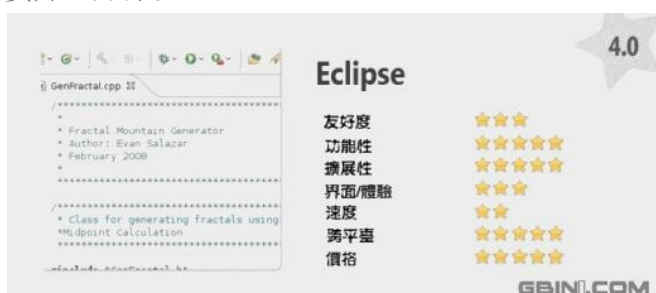 4.0
GenFractal.cpp
/****************************************
*
* Fractal Mountain Generator
* Author: Evan Salazar
* February 2008
*
****************************************
/****************************************
* Class for generating fractals using
*Midpoint Calculation
****************************************
Eclipse
友好度
功能性
擴展性
界面/體驗
速度
跨平臺
價格